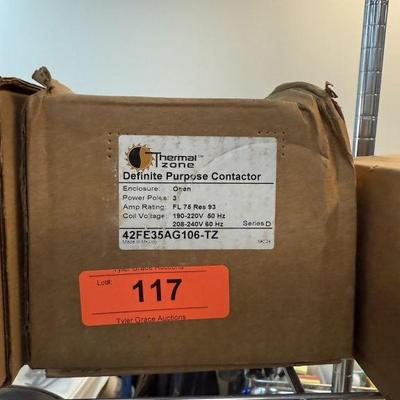 Thermal™
zone
Definite Purpose Contactor
Enclosure: Open
Power Poles: 3
Amp Rating: FL 75 Res 93
Coil Voltage: 190-220V 50 Hz
208-240V 60 Hz Series D
42FE35AG106-TZ
Made in Mexico
Tyler Grace Auctions
Lot#: 117
Tyler Grace Auctions